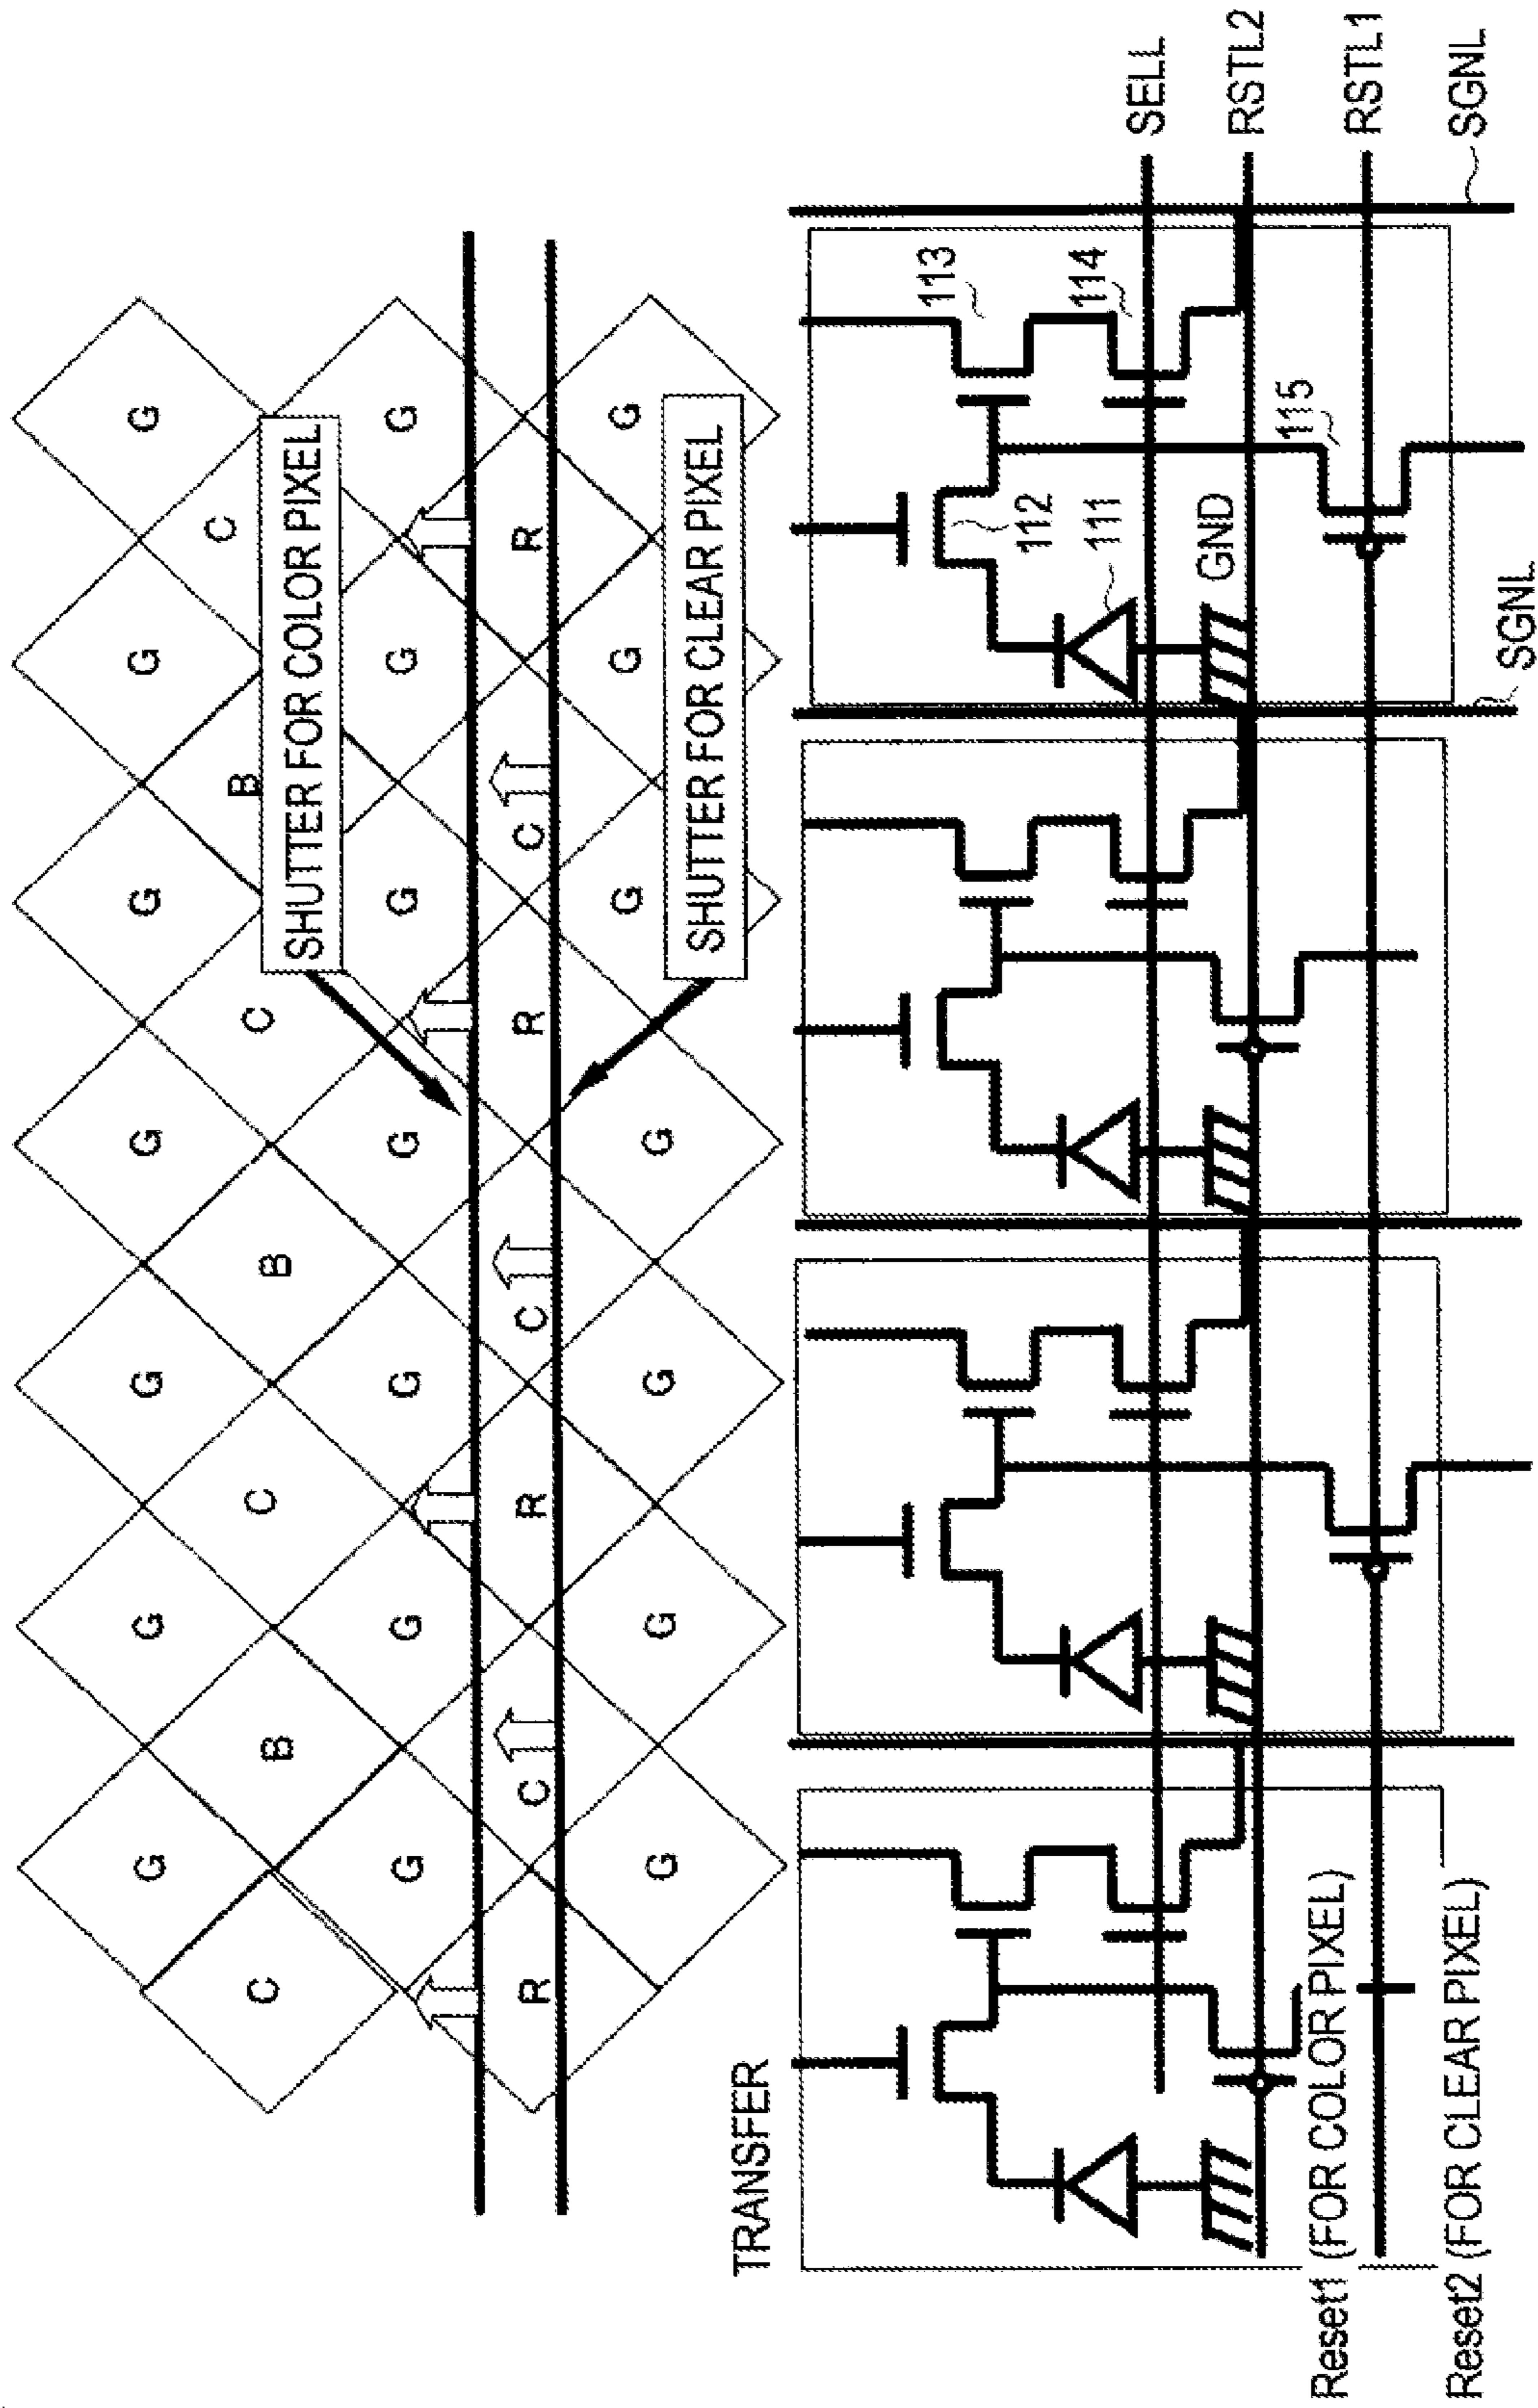 G G G G G G G
C B C B C B C
SHUTTER FOR COLOR PIXEL
G G G G G G G
R C R C R C R
G G G G G G G
SHUTTER FOR CLEAR PIXEL
TRANSFER
113
112
114
111
SELL
GND
RSTL2
115
Reset1 (FOR COLOR PIXEL)
RSTL1
Reset2 (FOR CLEAR PIXEL)
SGNL
SGNL